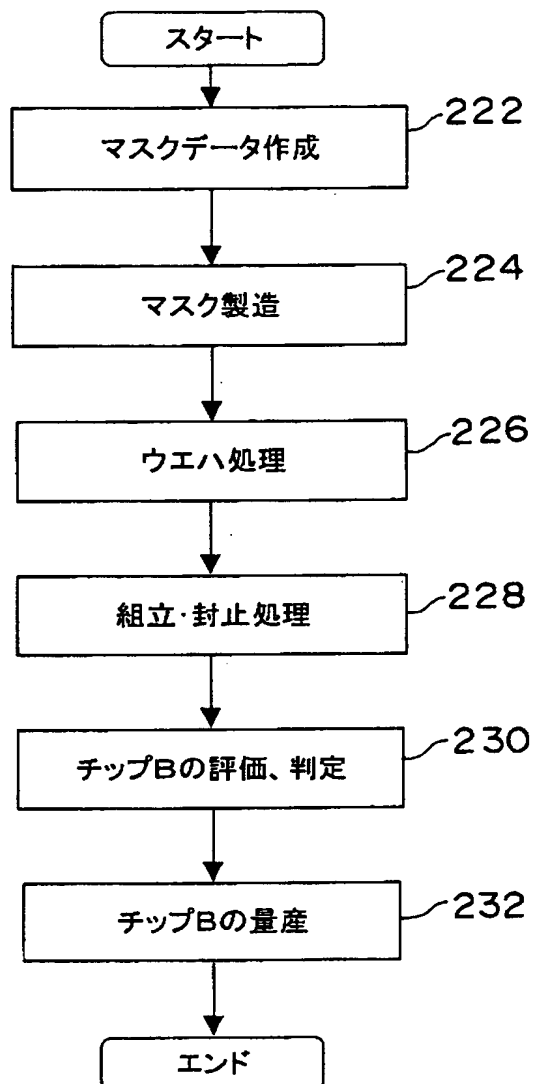 スタート
222
マスクデータ作成
224
マスク製造
226
ウエハ処理
228
組立･封止処理
230
チップBの評価、判定
232
チップBの量産
エンド